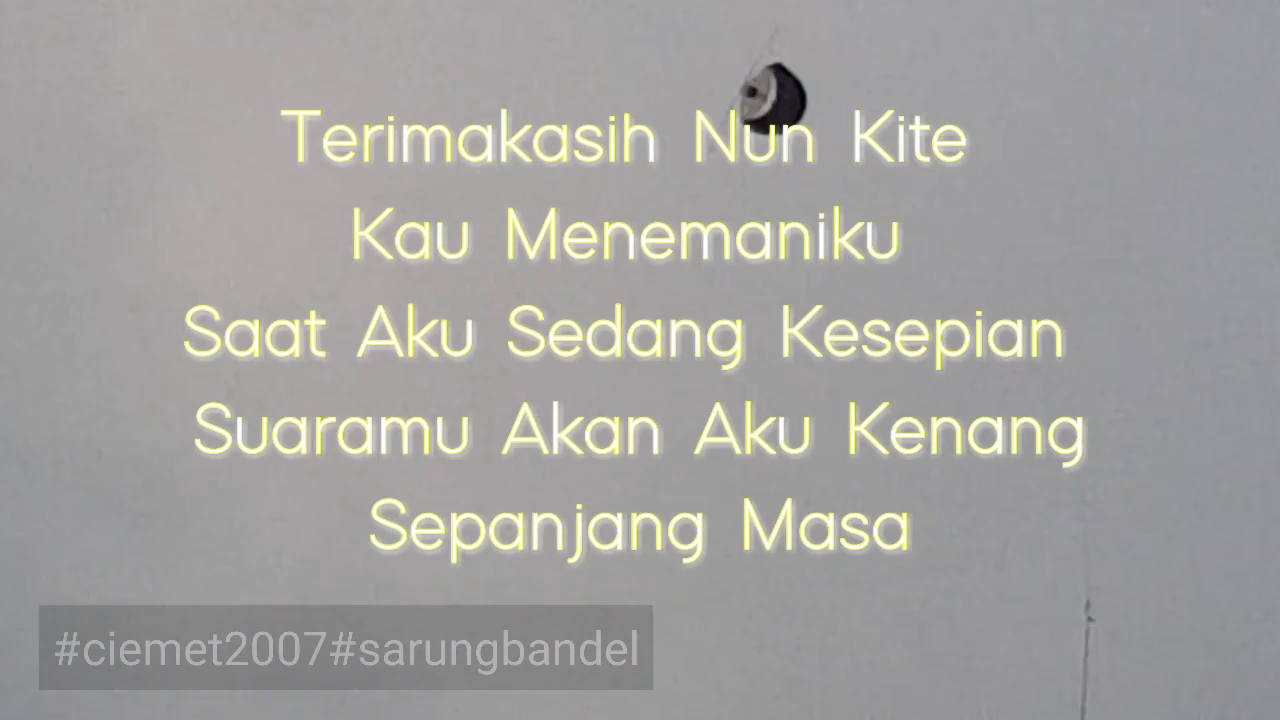 Terimakasih Nun Kite
Kau Menemaniku
Saat Aku Sedang Kesepian
Suaramu Akan Aku Kenang
Sepanjang Masa
#ciemet2007#sarungbandel